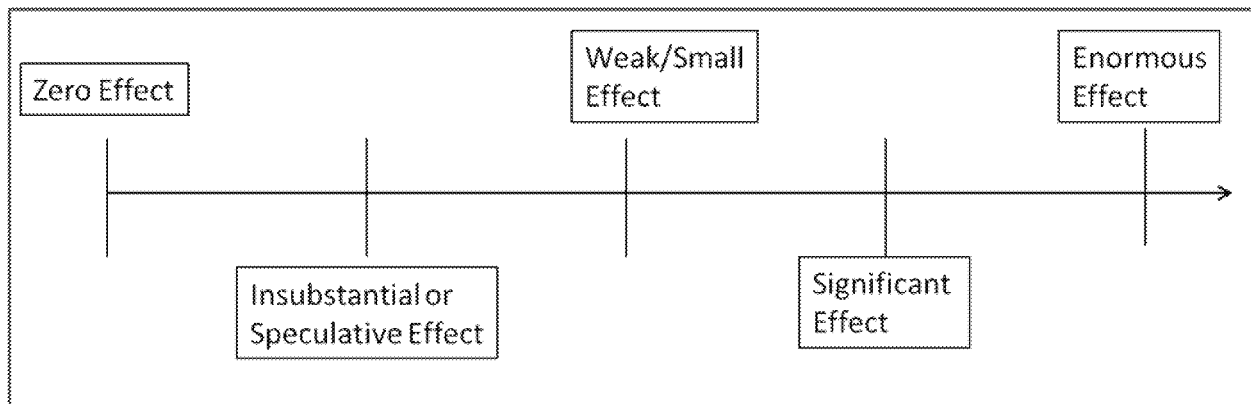 Zero Effect
Weak/Small
Effect
Enormous
Effect
Insubstantial or
Speculative Effect
Significant
Effect